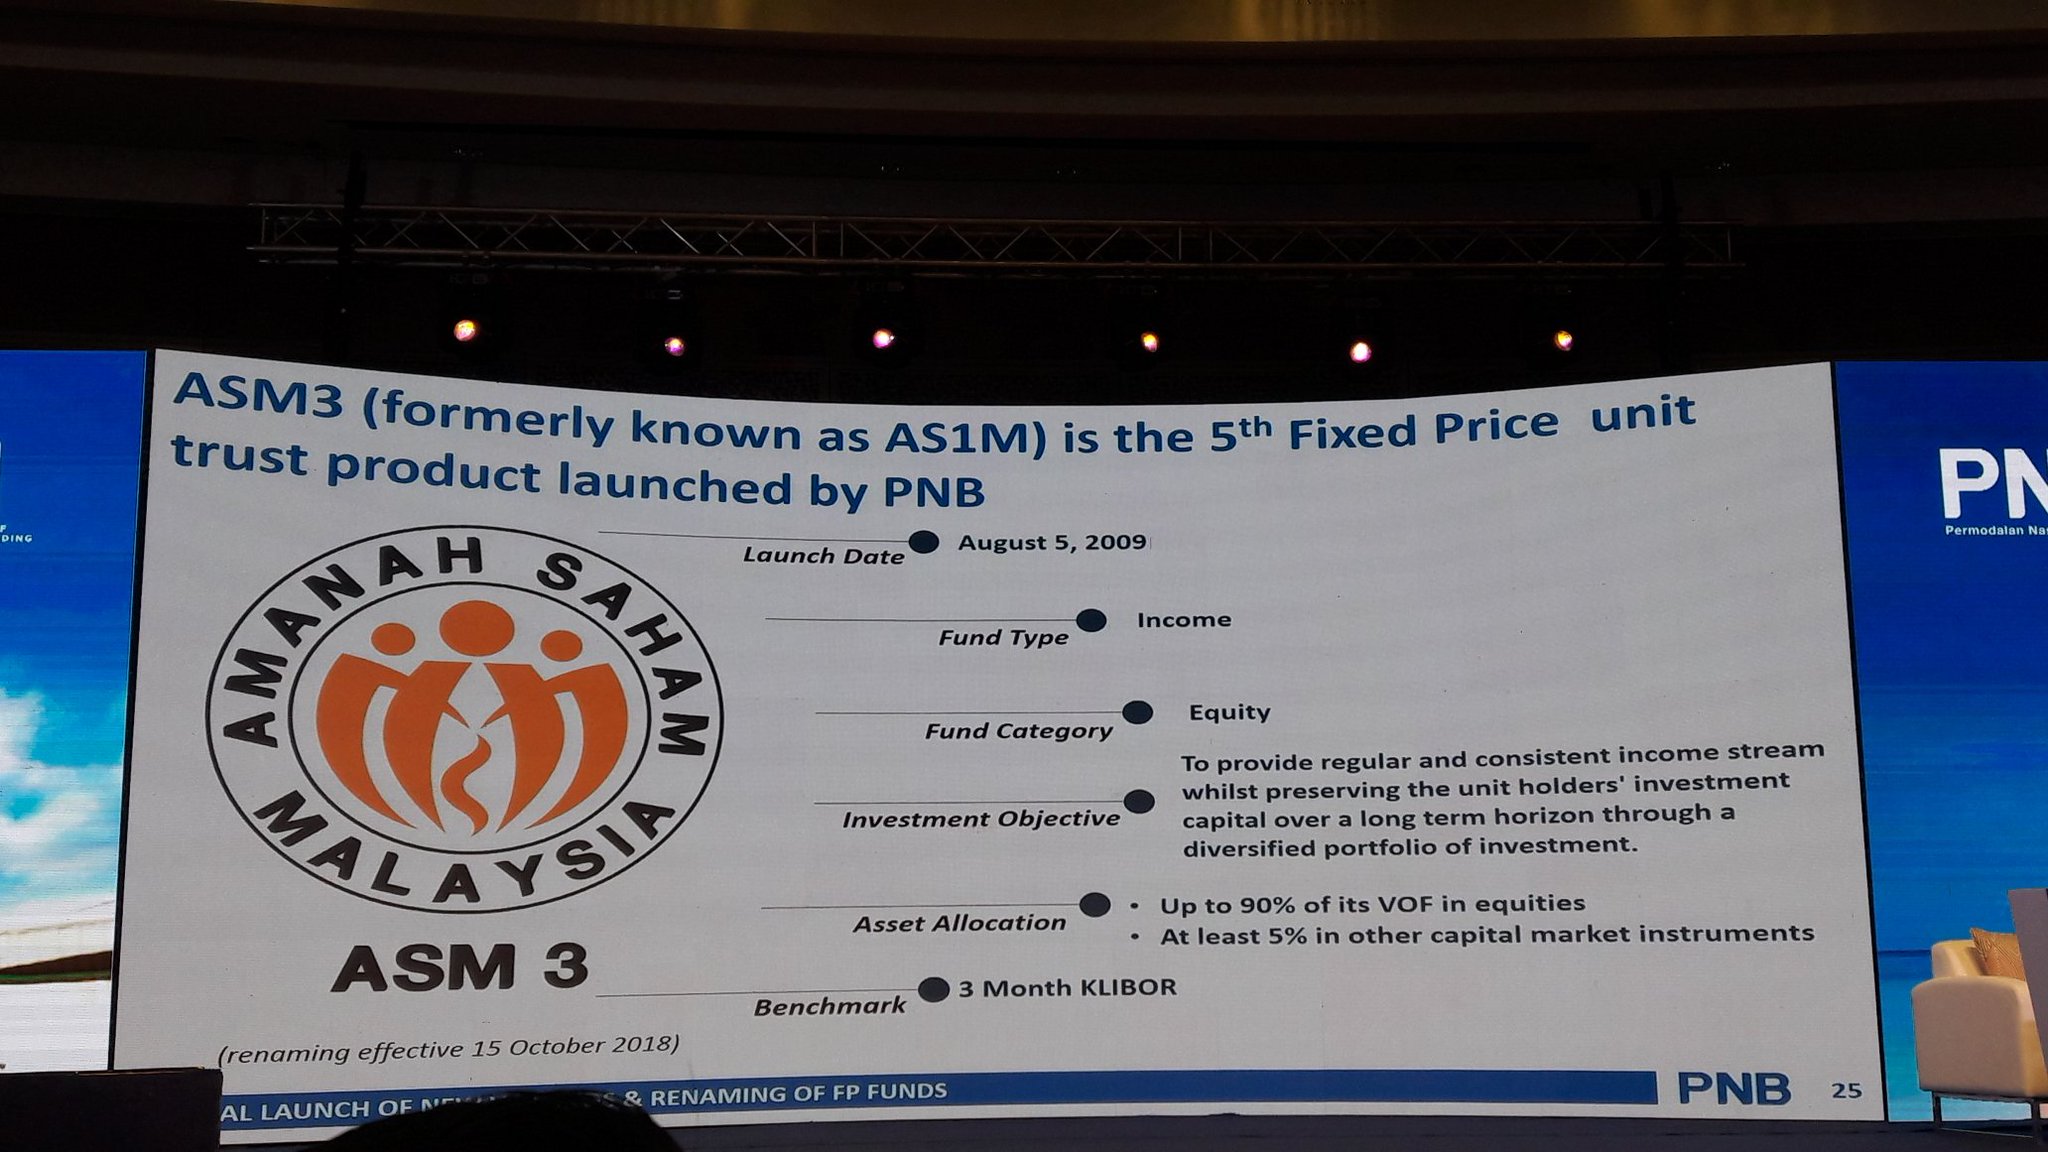 ASM3 (formerly known as AS1M) is the 5th Fixed Price unit
trust product launched by PNB
AMANAH SAHAM
MALAYSIA
ASM 3
(renaming effective 15 October 2018)
Launch Date
August 5, 2009
Fund Type
Income
Fund Category
Equity
Investment Objective
To provide regular and consistent income stream
whilst preserving the unit holders' investment
capital over a long term horizon through a
diversified portfolio of investment.
Asset Allocation
• Up to 90% of its VOF in equities
• At least 5% in other capital market instruments
Benchmark
3 Month KLIBOR
LAUNCH OF
& RENAMING OF FP FUNDS
PNB
25
PN
Permodalan